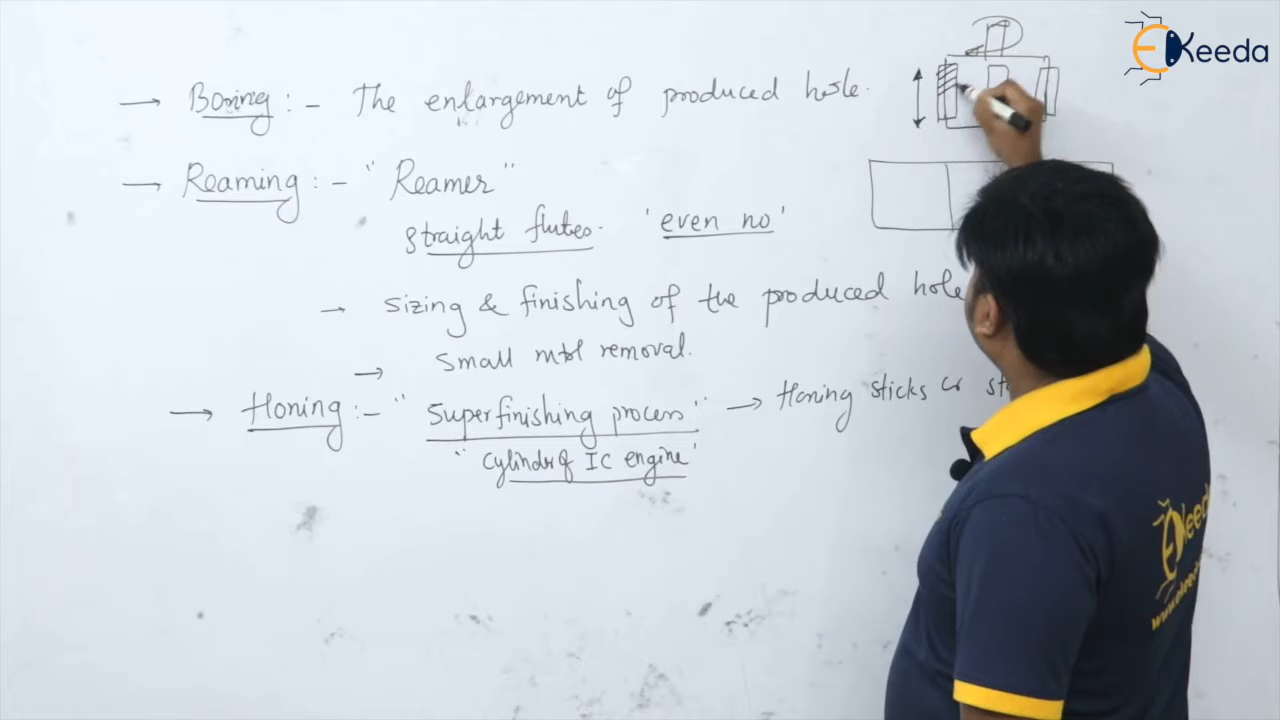 EKeeda
→ Boring :- The enlargement of produced hole.
→ Reaming :- "Reamer"
straight flutes. 'even no'
→ sizing & finishing of the produced hole
→ small mtl removal.
→ Honing :- "Superfinishing process" → Honing sticks or
"cylinder of IC engine"
EKeeda